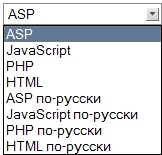 ASP
ASP
JavaScript
PHP
HTML
ASP по-русски
JavaScript по-русски
PHP по-русски
HTML по-русски